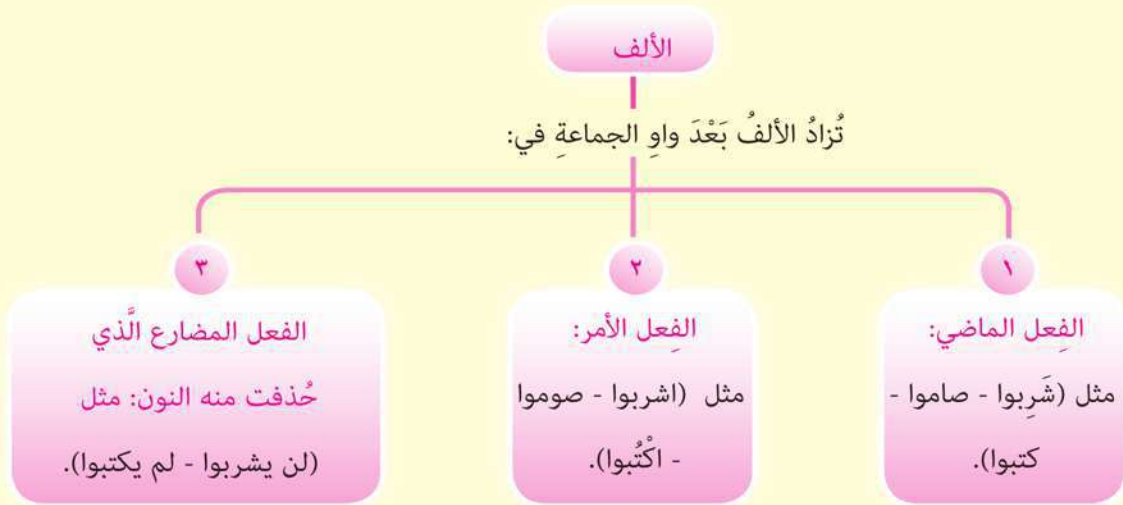 الألف
تُزادُ الألفُ بَعْدَ واوِ الجماعةِ في:
١
الفِعل الماضي:
مثل (شَرِبوا - صاموا -
كتبوا).
٢
الفِعل الأمر:
مثل (اشربوا - صوموا
- اكْتُبوا).
٣
الفعل المضارع الَّذي
حُذفت منه النون: مثل
(لن يشربوا - لم يكتبوا).